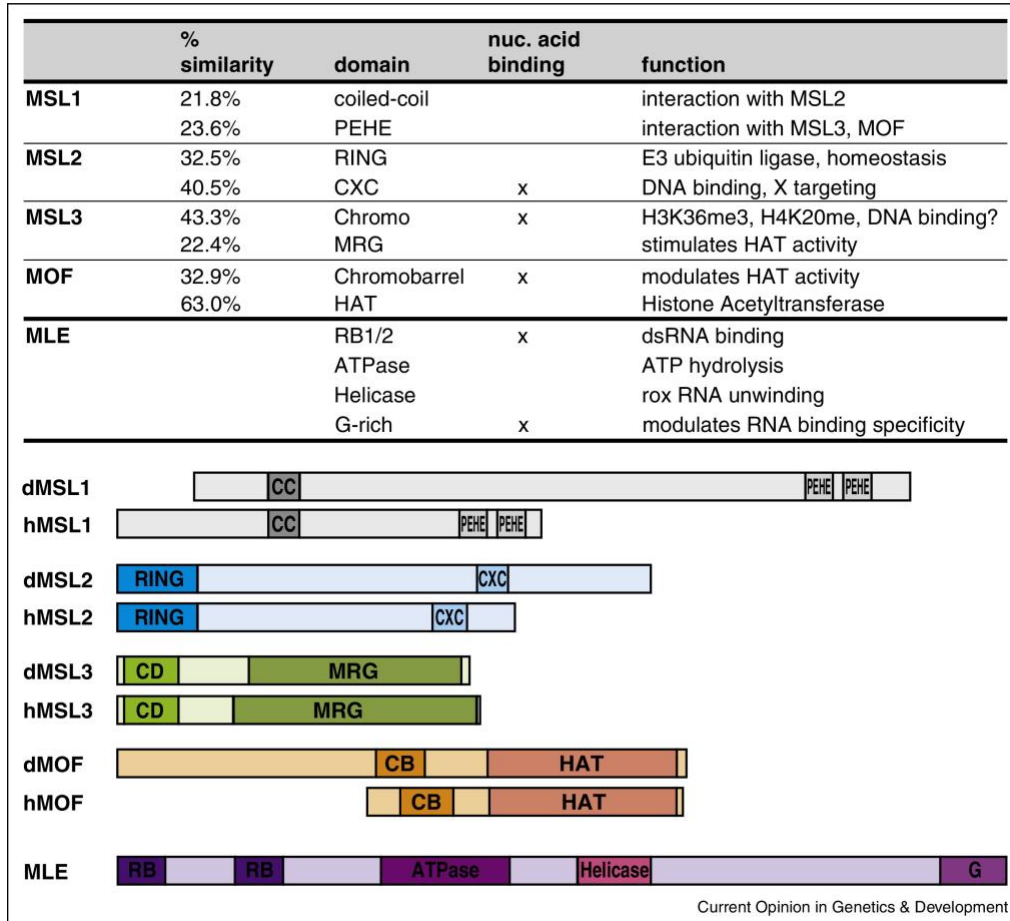 % similarity domain nuc. acid binding function
MSL1 21.8% coiled-coil interaction with MSL2
23.6% PEHE interaction with MSL3, MOF
MSL2 32.5% RING E3 ubiquitin ligase, homeostasis
40.5% CXC x DNA binding, X targeting
MSL3 43.3% Chromo x H3K36me3, H4K20me, DNA binding?
22.4% MRG stimulates HAT activity
MOF 32.9% Chromobarrel x modulates HAT activity
63.0% HAT Histone Acetyltransferase
MLE RB1/2 x dsRNA binding
ATPase ATP hydrolysis
Helicase rox RNA unwinding
G-rich x modulates RNA binding specificity
dMSL1 CC PEHE PEHE
hMSL1 CC PEHE PEHE
dMSL2 RING CXC
hMSL2 RING CXC
dMSL3 CD MRG
hMSL3 CD MRG
dMOF CB HAT
hMOF CB HAT
MLE RB RB ATPase Helicase G
Current Opinion in Genetics & Development